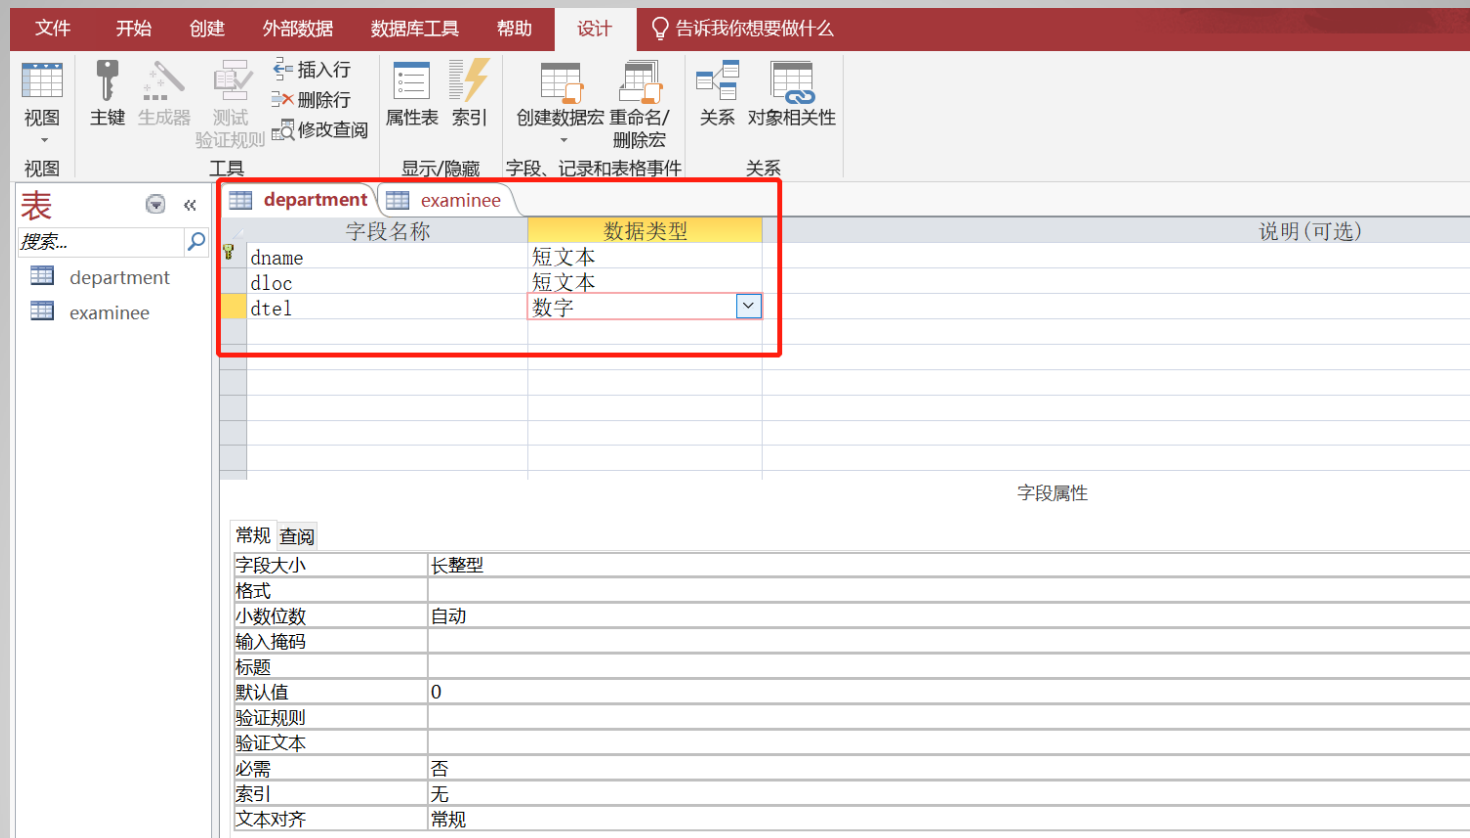 文件 开始 创建 外部数据 数据库工具 帮助 设计 告诉我你想要做什么
视图 主键 生成器 测试 验证规则 插入行 删除行 修改查阅 属性表 索引 创建数据宏 重命名/ 删除宏 关系 对象相关性
视图 工具 显示/隐藏 字段、记录和表格事件 关系
表 «
搜索...
department
examinee
department examinee
字段名称 数据类型 说明(可选)
dname 短文本
dloc 短文本
dtel 数字
字段属性
常规 查阅
字段大小 长整型
格式
小数位数 自动
输入掩码
标题
默认值 0
验证规则
验证文本
必需 否
索引 无
文本对齐 常规